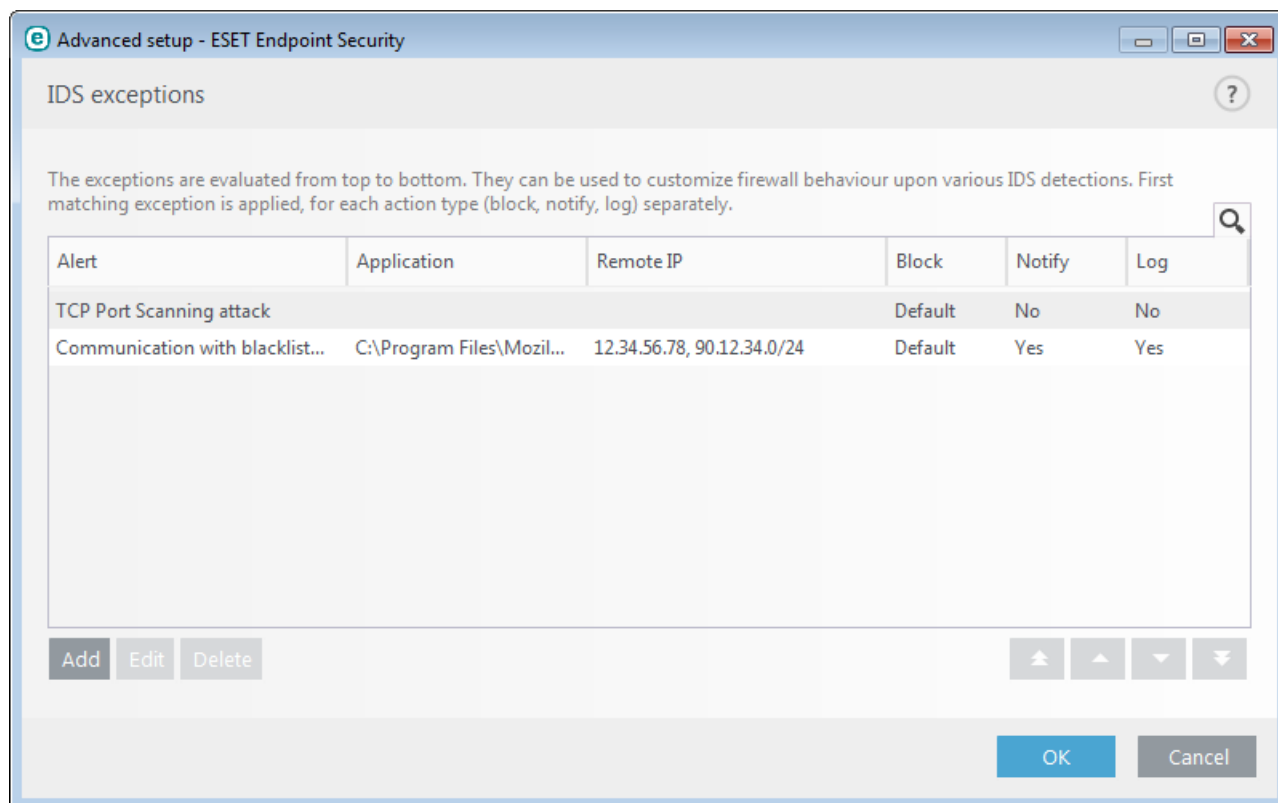 e Advanced setup - ESET Endpoint Security
IDS exceptions ?
The exceptions are evaluated from top to bottom. They can be used to customize firewall behaviour upon various IDS detections. First
matching exception is applied, for each action type (block, notify, log) separately.
Alert Application Remote IP Block Notify Log
TCP Port Scanning attack Default No No
Communication with blacklist... C:\Program Files\Mozil... 12.34.56.78, 90.12.34.0/24 Default Yes Yes
Add Edit Delete
OK Cancel